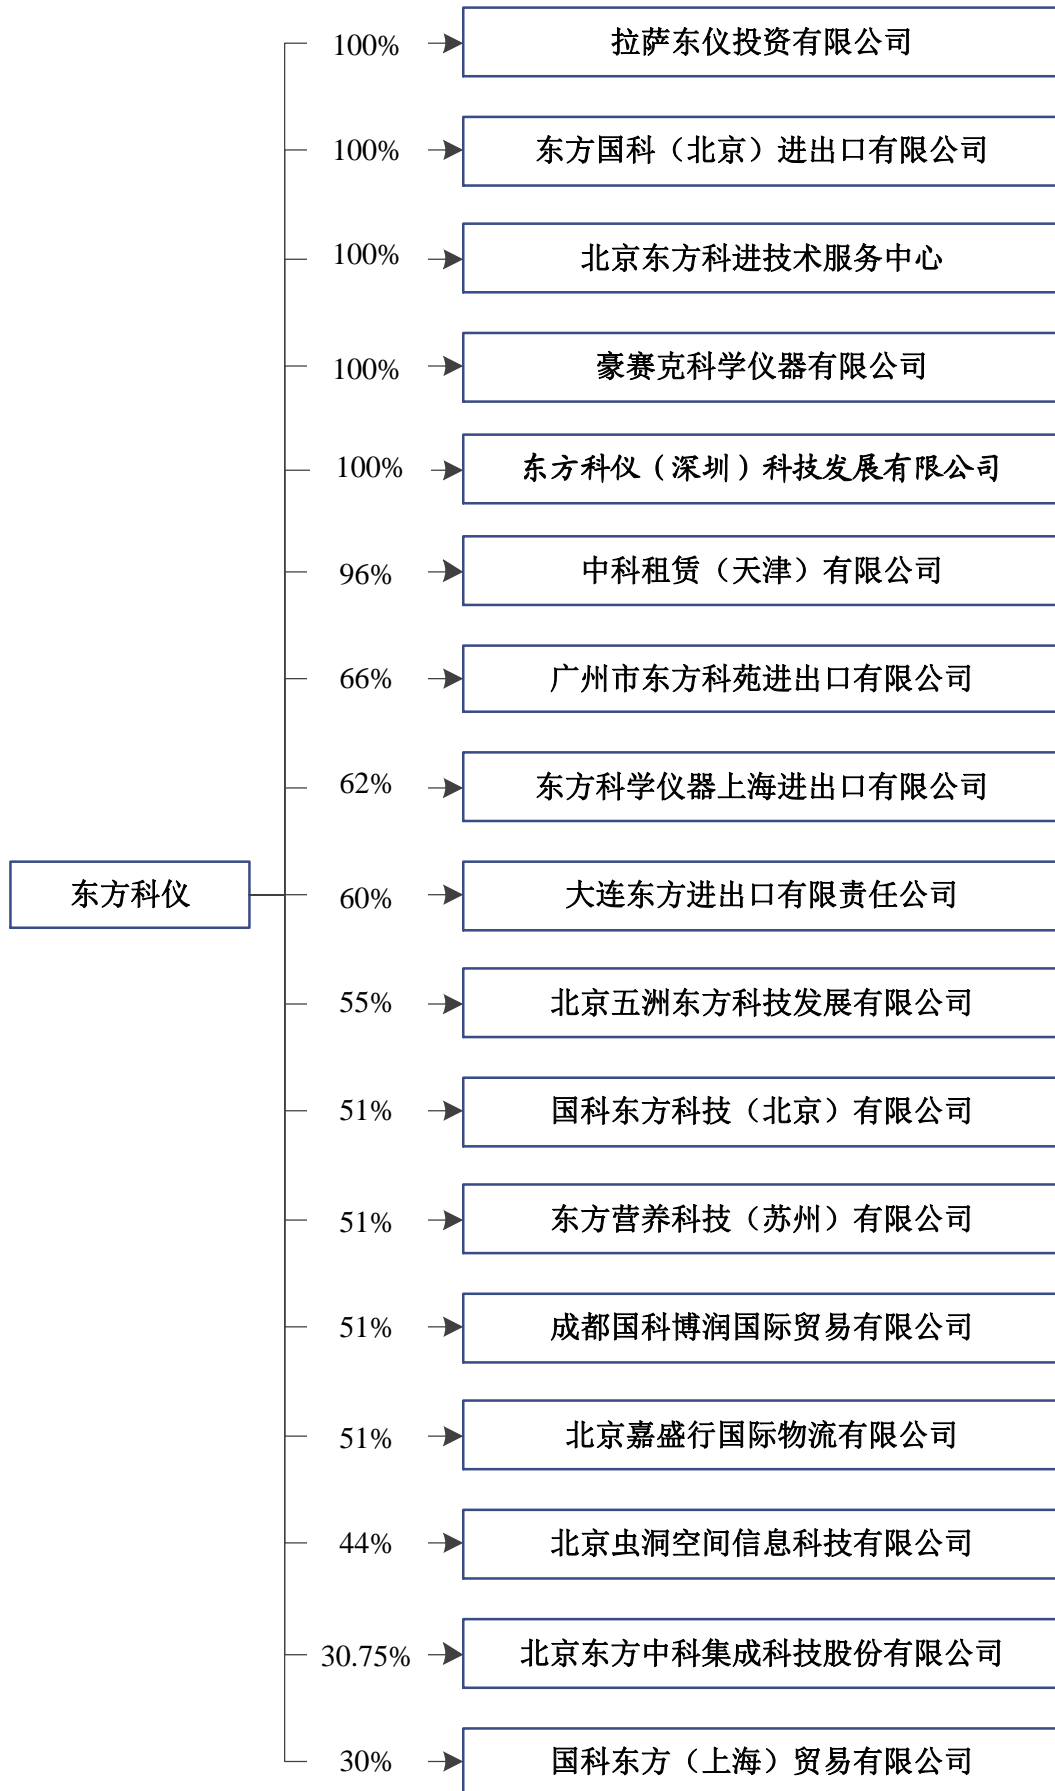 100% 拉萨东仪投资有限公司
100% 东方国科（北京）进出口有限公司
100% 北京东方科进技术服务中心
100% 豪赛克科学仪器有限公司
100% 东方科仪（深圳）科技发展有限公司
96% 中科租赁（天津）有限公司
66% 广州市东方科苑进出口有限公司
62% 东方科学仪器上海进出口有限公司
东方科仪 60% 大连东方进出口有限责任公司
55% 北京五洲东方科技发展有限公司
51% 国科东方科技（北京）有限公司
51% 东方营养科技（苏州）有限公司
51% 成都国科博润国际贸易有限公司
51% 北京嘉盛行国际物流有限公司
44% 北京虫洞空间信息科技有限公司
30.75% 北京东方中科集成科技股份有限公司
30% 国科东方（上海）贸易有限公司